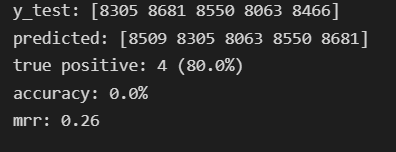 y_test: [8305 8681 8550 8063 8466]
predicted: [8509 8305 8063 8550 8681]
true positive: 4 (80.0%)
accuracy: 0.0%
mrr: 0.26